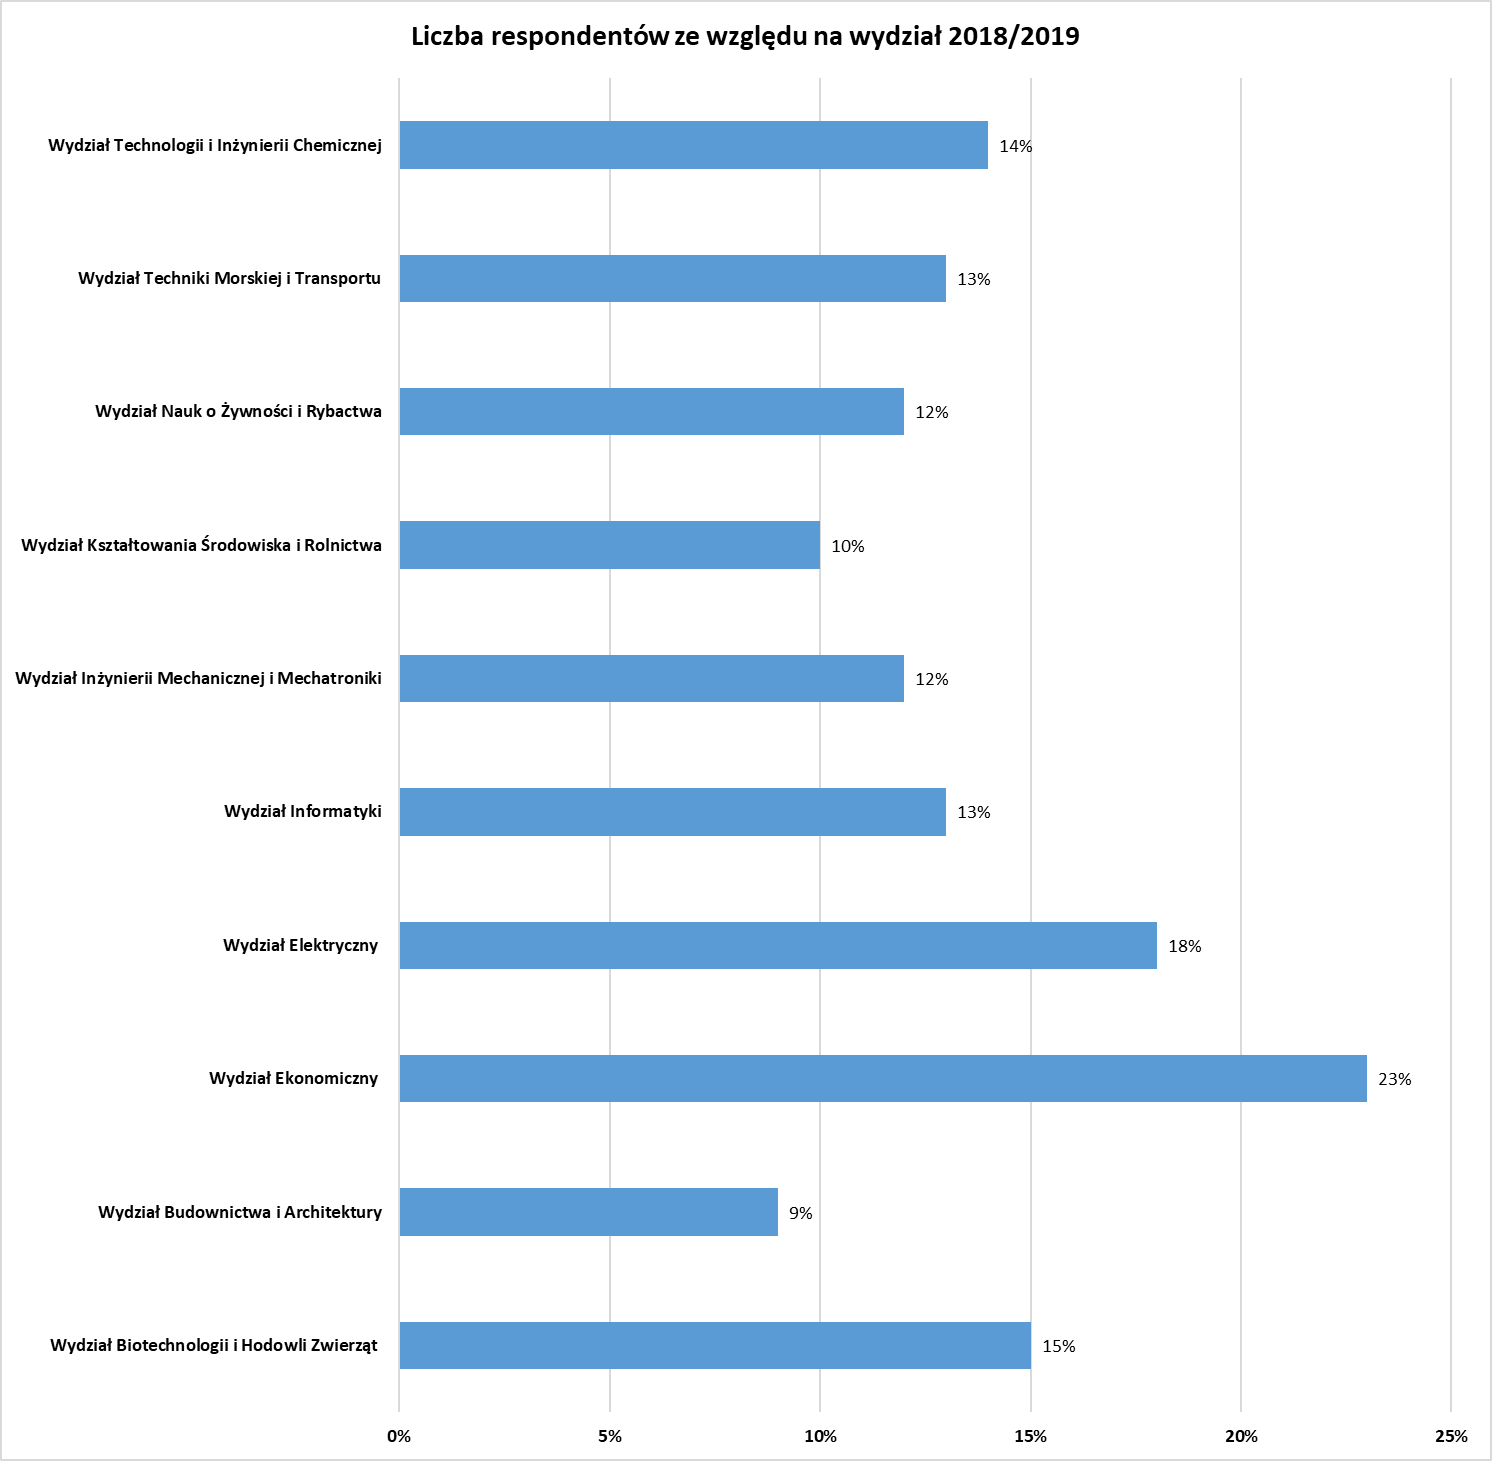 Liczba respondentów ze względu na wydział 2018/2019
Wydział Technologii i Inżynierii Chemicznej
14%
Wydział Techniki Morskiej i Transportu
13%
Wydział Nauk o Żywności i Rybactwa
12%
Wydział Kształtowania Środowiska i Rolnictwa
10%
Wydział Inżynierii Mechanicznej i Mechatroniki
12%
Wydział Informatyki
13%
Wydział Elektryczny
18%
Wydział Ekonomiczny
23%
Wydział Budownictwa i Architektury
9%
Wydział Biotechnologii i Hodowli Zwierząt
15%
0% 5% 10% 15% 20% 25%